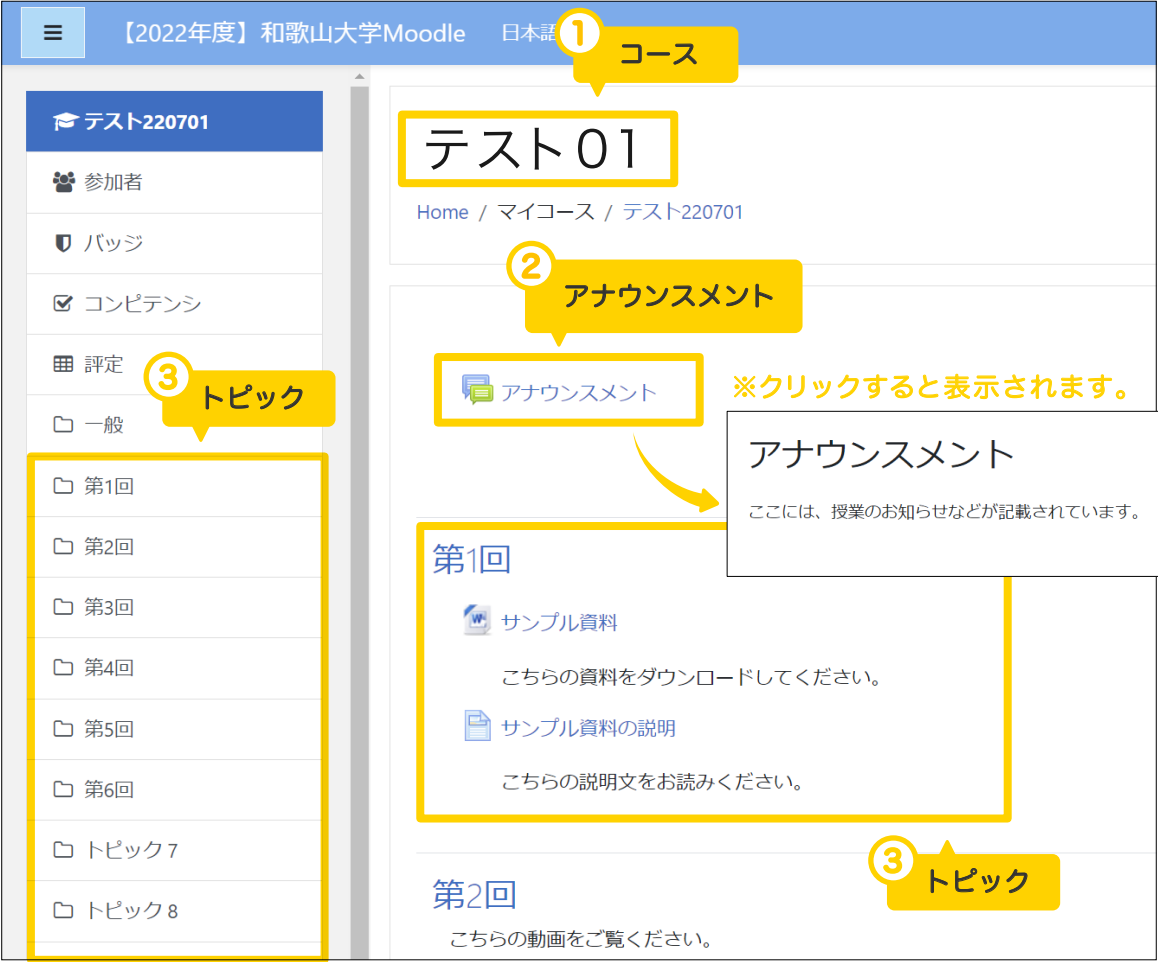 【2022年度】和歌山大学Moodle 日本語
① コース
テスト220701
参加者
バッジ
コンピテンシ
評定
③ トピック
一般
第1回
第2回
第3回
第4回
第5回
第6回
トピック 7
トピック 8
テスト01
Home / マイコース / テスト220701
② アナウンスメント
アナウンスメント
※クリックすると表示されます。
アナウンスメント
ここには、授業のお知らせなどが記載されています。
第1回
サンプル資料
こちらの資料をダウンロードしてください。
サンプル資料の説明
こちらの説明文をお読みください。
③ トピック
第2回
こちらの動画をご覧ください。